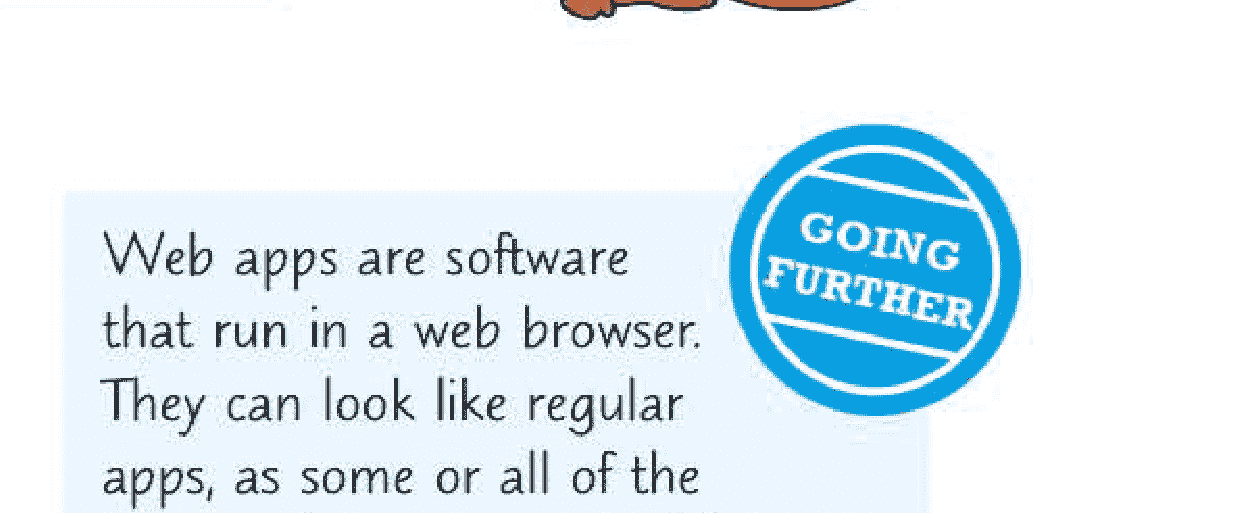 GOING
FURTHER
Web apps are software
that run in a web browser.
They can look like regular
apps, as some or all of the